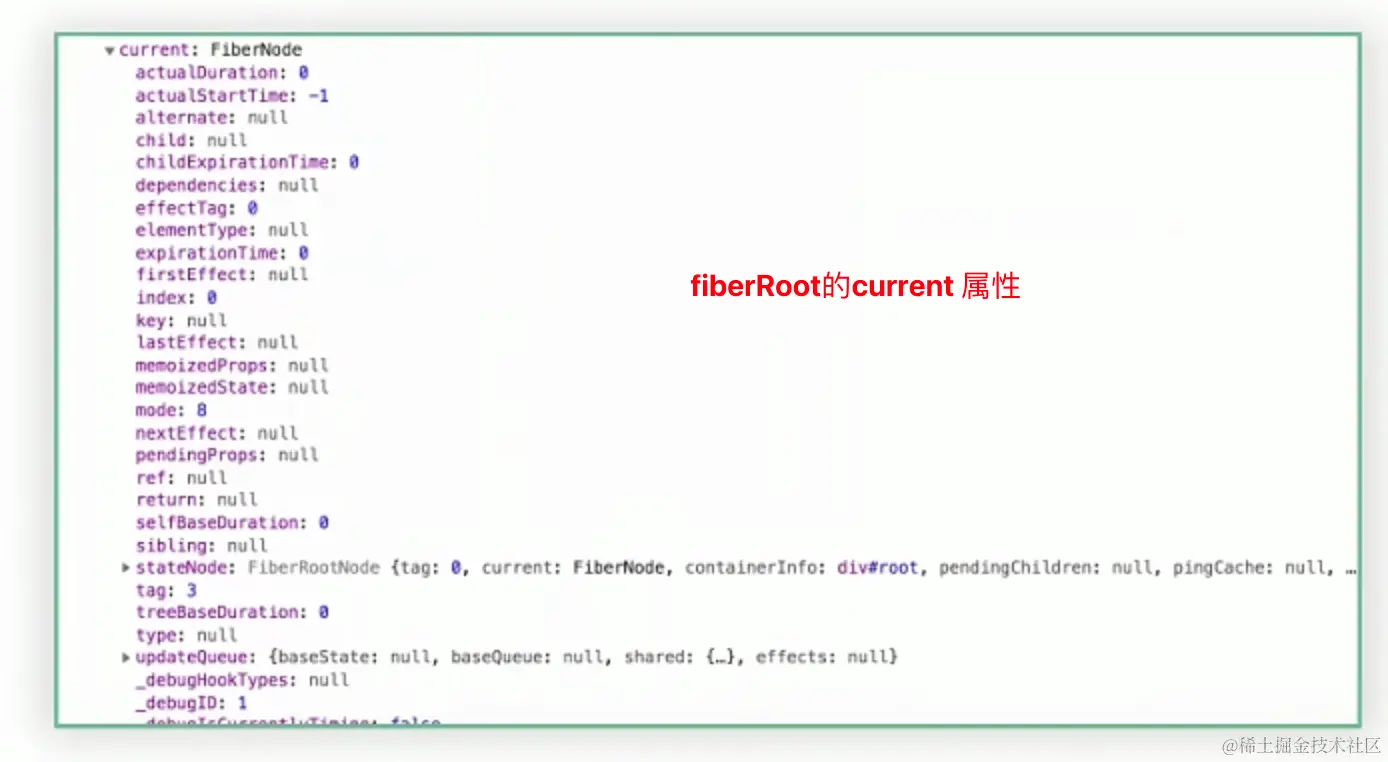 ▼current: FiberNode
actualDuration: 0
actualStartTime: -1
alternate: null
child: null
childExpirationTime: 0
dependencies: null
effectTag: 0
elementType: null
expirationTime: 0
firstEffect: null
fiberRoot的current 属性
index: 0
key: null
lastEffect: null
memoizedProps: null
memoizedState: null
mode: 8
nextEffect: null
pendingProps: null
ref: null
return: null
selfBaseDuration: 0
sibling: null
▶stateNode: FiberRootNode {tag: 0, current: FiberNode, containerInfo: div#root, pendingChildren: null, pingCache: null, …
tag: 3
treeBaseDuration: 0
type: null
▶updateQueue: {baseState: null, baseQueue: null, shared: {…}, effects: null}
_debugHookTypes: null
_debugID: 1
_debugIsCurrentlyTiming: false
@稀土掘金技术社区